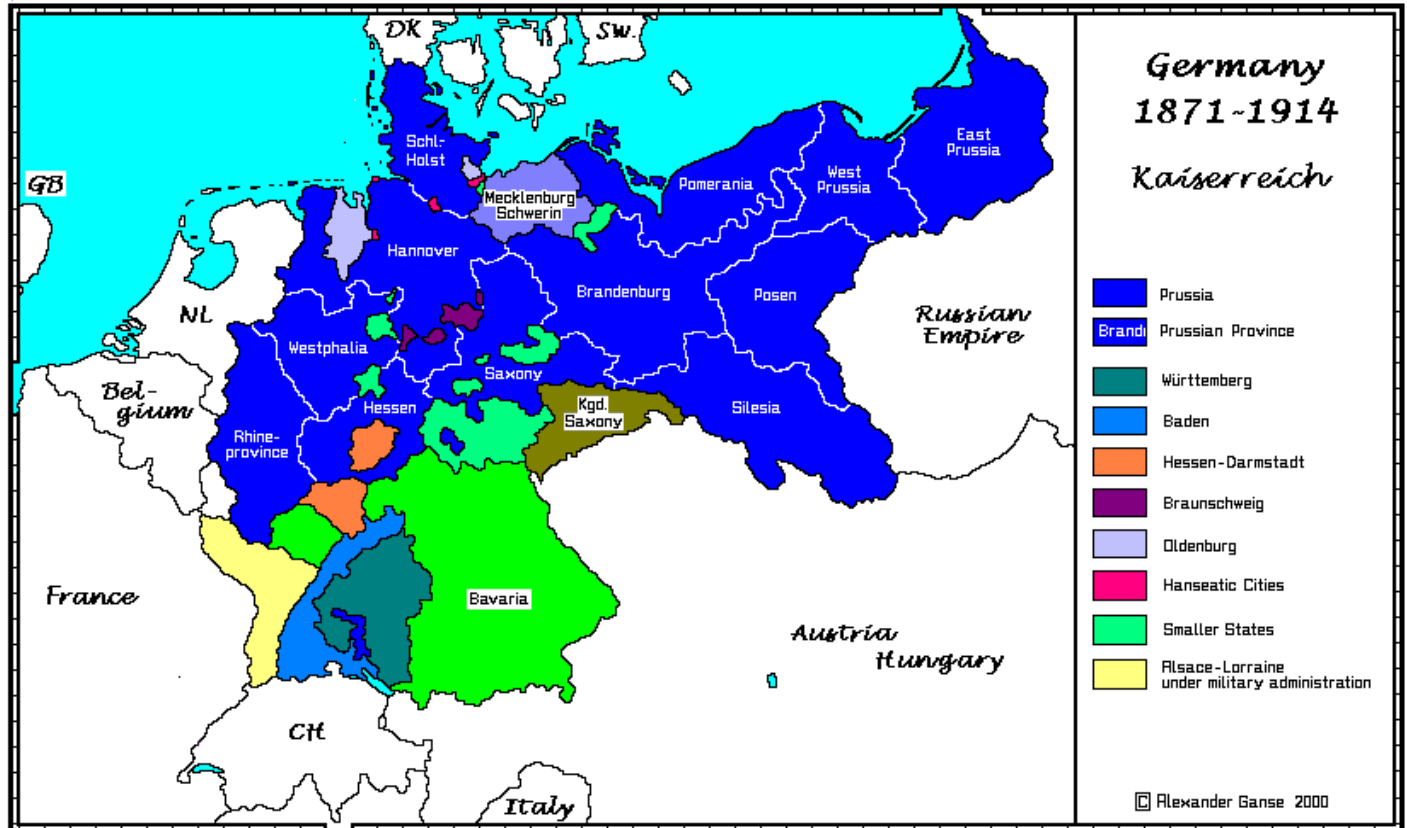 DK
SW
Germany
1871-1914
Kaiserreich
GB
Schl-
Holst
East
Prussia
West
Prussia
Pomerania
Mecklenburg
Schwerin
Hannover
Brandenburg
Posen
NL
Russian
Empire
Westphalia
Saxony
Bel-
gium
Hessen
Kgd.
Saxony
Silesia
Rhine-
province
France
Bavaria
Austria
Hungary
CH
Italy
Prussia
Brand
Prussian Province
Württemberg
Baden
Hessen-Darmstadt
Braunschweig
Oldenburg
Hanseatic Cities
Smaller States
Alsace-Lorraine
under military administration
C Alexander Ganse 2000